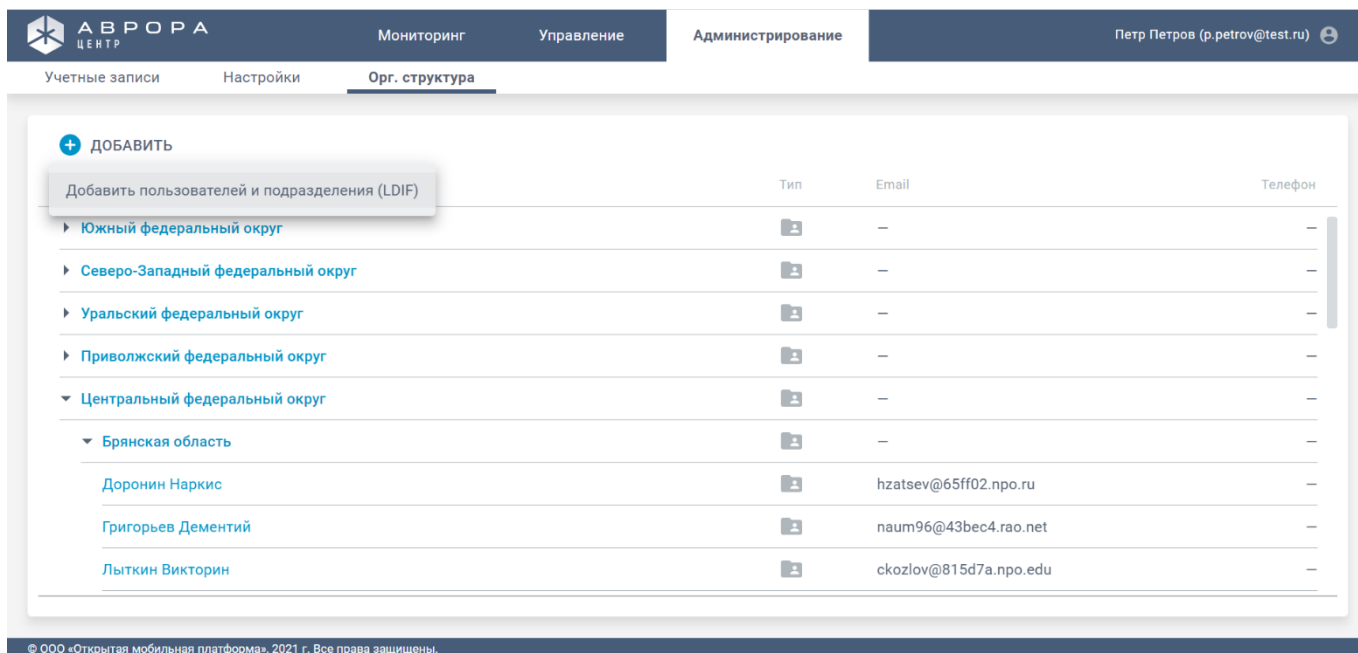 АВРОРА
ЦЕНТР
Мониторинг Управление Администрирование Петр Петров (p.petrov@test.ru)
Учетные записи Настройки Орг. структура
ДОБАВИТЬ
Добавить пользователей и подразделения (LDIF) Тип Email Телефон
Южный федеральный округ — —
Северо-Западный федеральный округ — —
Уральский федеральный округ — —
Приволжский федеральный округ — —
Центральный федеральный округ — —
Брянская область — —
Доронин Наркис hzatsev@65ff02.npo.ru —
Григорьев Дементий naum96@43bec4.rao.net —
Лыткин Викторин ckozlov@815d7a.npo.edu —
© ООО «Открытая мобильная платформа», 2021 г. Все права защищены.